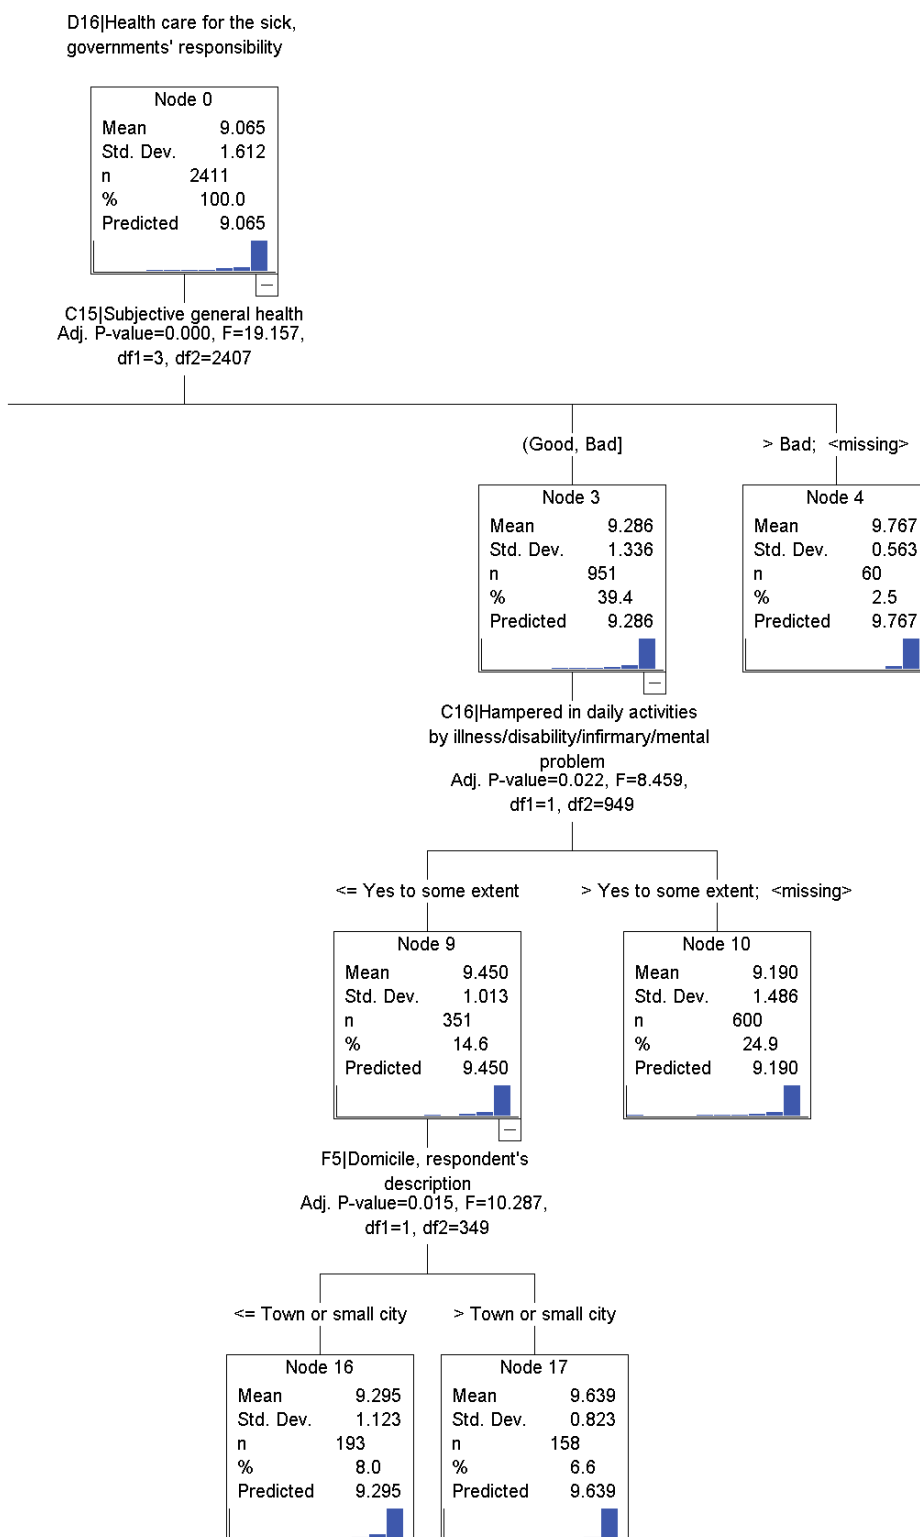 D16|Health care for the sick,
governments' responsibility
Node 0
Mean 9.065
Std. Dev. 1.612
n 2411
% 100.0
Predicted 9.065
C15|Subjective general health
Adj. P-value=0.000, F=19.157,
df1=3, df2=2407
(Good, Bad]
> Bad; <missing>
Node 3
Mean 9.286
Std. Dev. 1.336
n 951
% 39.4
Predicted 9.286
Node 4
Mean 9.767
Std. Dev. 0.563
n 60
% 2.5
Predicted 9.767
C16|Hampered in daily activities
by illness/disability/infirmary/mental
problem
Adj. P-value=0.022, F=8.459,
df1=1, df2=949
<= Yes to some extent
> Yes to some extent; <missing>
Node 9
Mean 9.450
Std. Dev. 1.013
n 351
% 14.6
Predicted 9.450
Node 10
Mean 9.190
Std. Dev. 1.486
n 600
% 24.9
Predicted 9.190
F5|Domicile, respondent's
description
Adj. P-value=0.015, F=10.287,
df1=1, df2=349
<= Town or small city
> Town or small city
Node 16
Mean 9.295
Std. Dev. 1.123
n 193
% 8.0
Predicted 9.295
Node 17
Mean 9.639
Std. Dev. 0.823
n 158
% 6.6
Predicted 9.639